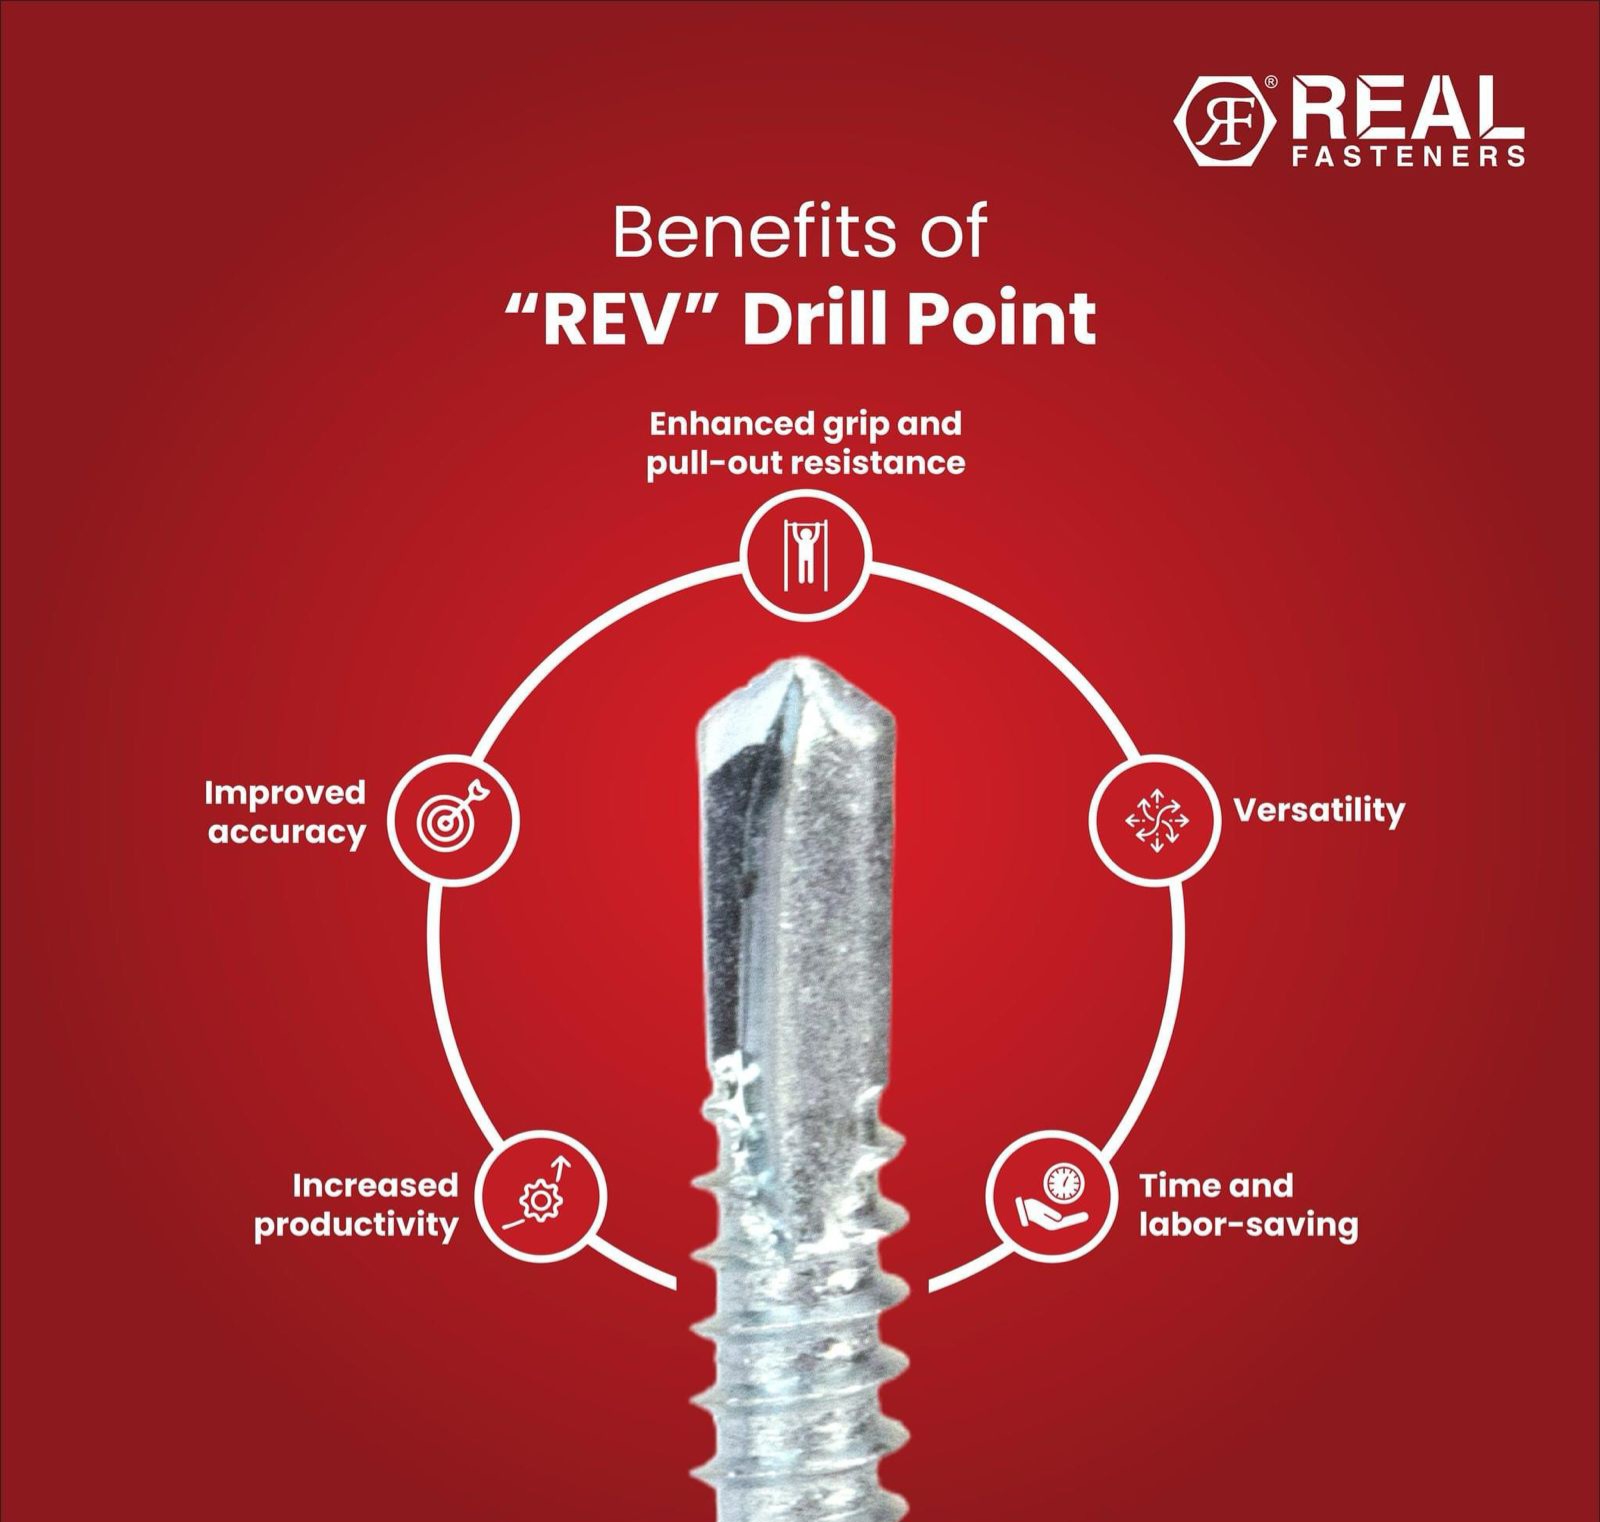 RF® REAL
FASTENERS
Benefits of
“REV” Drill Point
Enhanced grip and
pull-out resistance
Improved
accuracy
Versatility
Increased
productivity
Time and
labor-saving